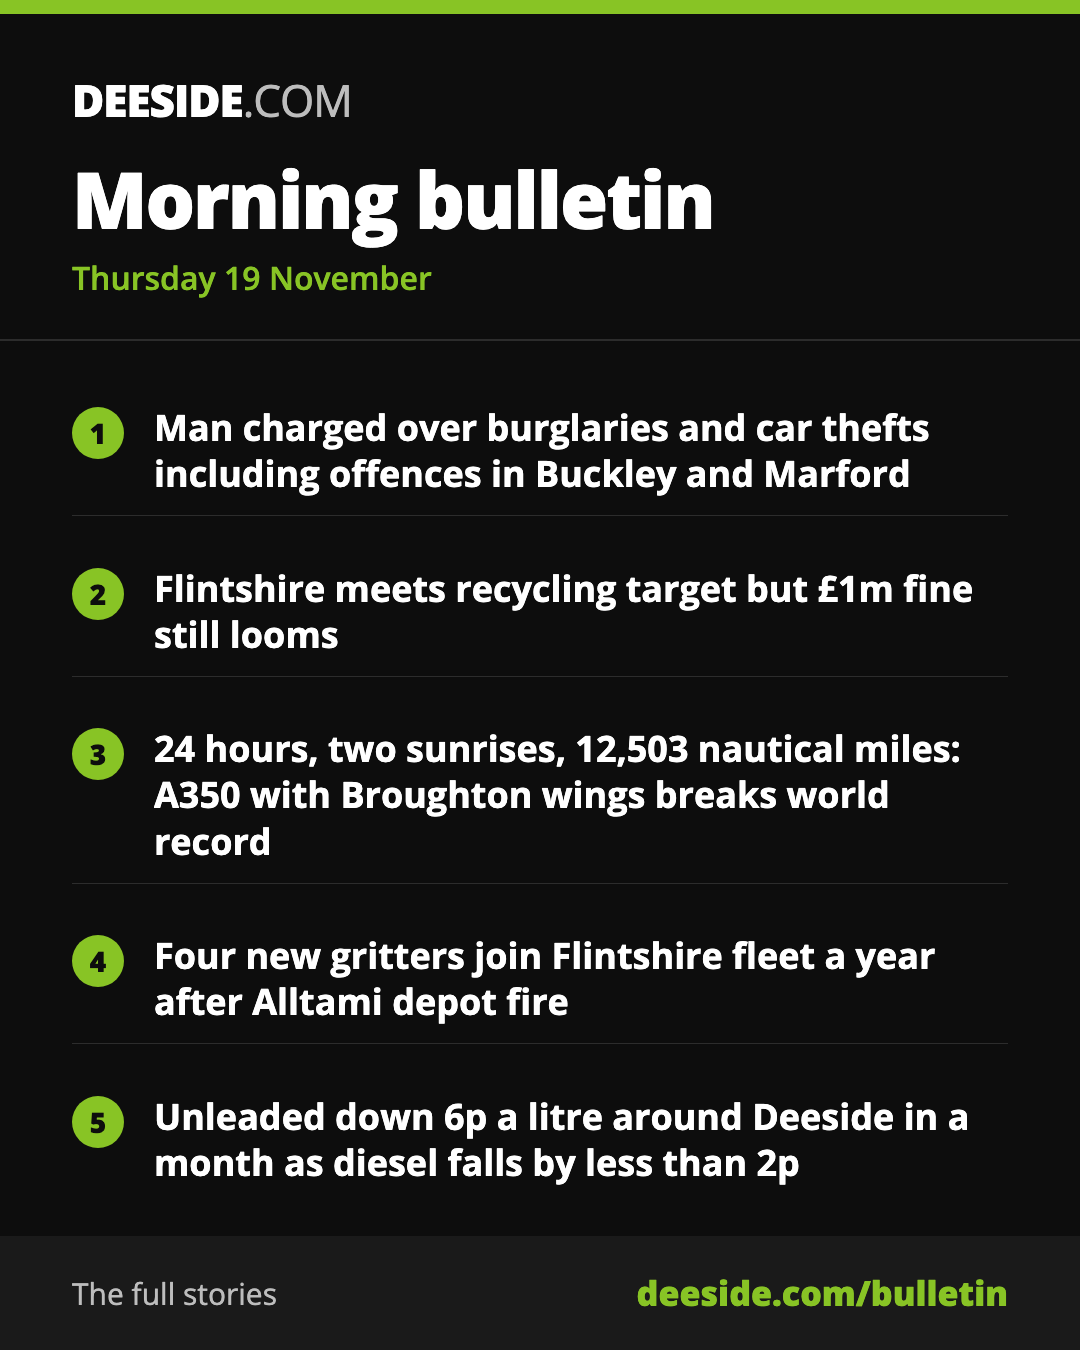 DEESIDE.COM
Morning bulletin
Thursday 19 November
1
Man charged over burglaries and car thefts
including offences in Buckley and Marford
2
Flintshire meets recycling target but £1m fine
still looms
3
24 hours, two sunrises, 12,503 nautical miles:
A350 with Broughton wings breaks world
record
4
Four new gritters join Flintshire fleet a year
after Alltami depot fire
5
Unleaded down 6p a litre around Deeside in a
month as diesel falls by less than 2p
The full stories
deeside.com/bulletin